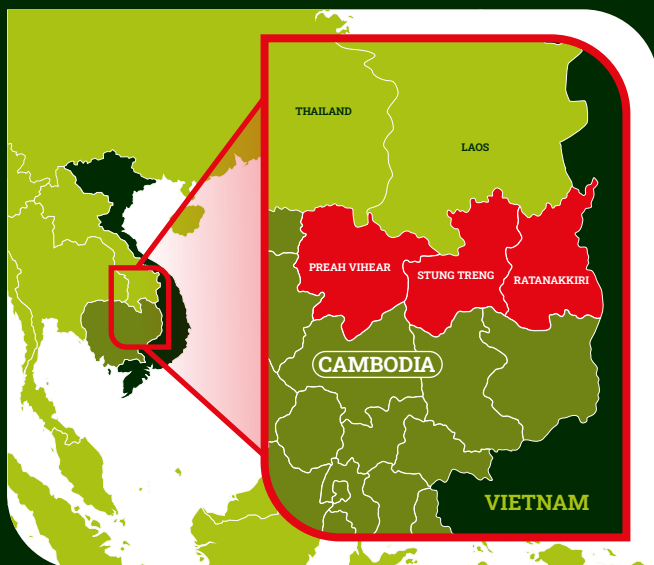 THAILAND
LAOS
PREAH VIHEAR
STUNG TRENG
RATANAKKIRI
CAMBODIA
VIETNAM